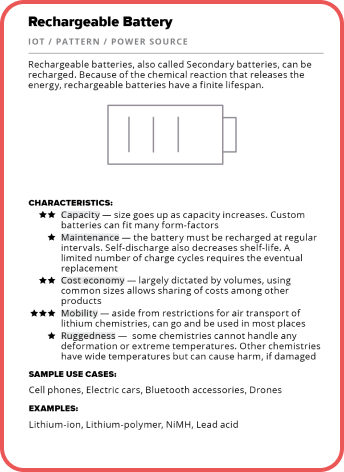 Rechargeable Battery
IOT / PATTERN / POWER SOURCE
Rechargeable batteries, also called Secondary batteries, can be
recharged. Because of the chemical reaction that releases the
energy, rechargeable batteries have a finite lifespan.
CHARACTERISTICS:
★★ Capacity — size goes up as capacity increases. Custom
batteries can fit many form-factors
★ Maintenance — the battery must be recharged at regular
intervals. Self-discharge also decreases shelf-life. A
limited number of charge cycles requires the eventual
replacement
★★ Cost economy — largely dictated by volumes, using
common sizes allows sharing of costs among other
products
★★★ Mobility — aside from restrictions for air transport of
lithium chemistries, can go and be used in most places
★ Ruggedness — some chemistries cannot handle any
deformation or extreme temperatures. Other chemistries
have wide temperatures but can cause harm, if damaged
SAMPLE USE CASES:
Cell phones, Electric cars, Bluetooth accessories, Drones
EXAMPLES:
Lithium-ion, Lithium-polymer, NiMH, Lead acid